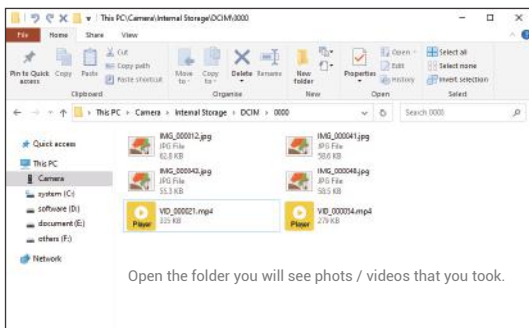 This PC\Camera\Internal Storage\DCIM\0000
File Home Share View
Pin to Quick access
Copy
Paste
Cut
Copy path
Paste shortcut
Move to
Copy to
Delete
Rename
New folder
Properties
Open
Edit
History
Select all
Select none
Invert selection
Clipboard Organise New Open Select
This PC > Camera > Internal Storage > DCIM > 0000
Search 0000
Quick access
This PC
Camera
system (C:)
software (D:)
document (E:)
others (F:)
Network
IMG_000012.jpg
JPG File
62.8 KB
IMG_000041.jpg
JPG File
58.6 KB
JPG File
55.3 KB
IMG_000048.jpg
JPG File
58.5 KB
Player
VID_000021.mp4
335 KB
Player
VID_000054.mp4
279 KB
Open the folder you will see phots / videos that you took.